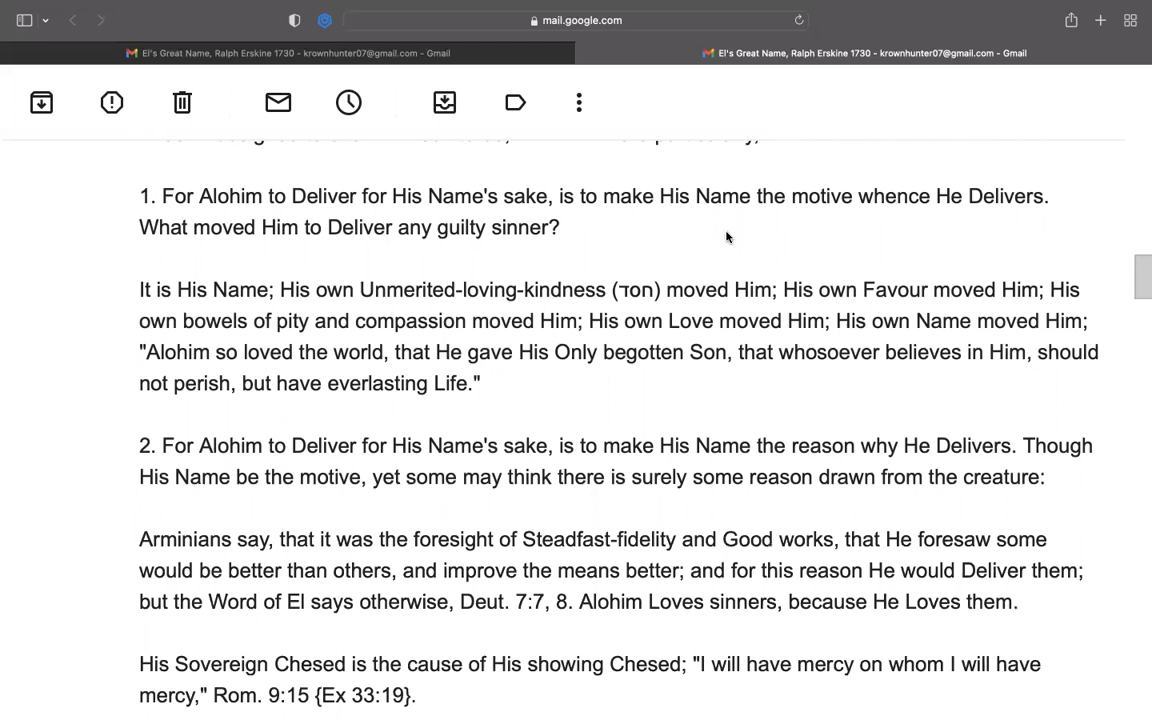 mail.google.com
El's Great Name, Ralph Erskine 1730 - krownhunter07@gmail.com - Gmail
El's Great Name, Ralph Erskine 1730 - krownhunter07@gmail.com - Gmail
1. For Alohim to Deliver for His Name's sake, is to make His Name the motive whence He Delivers.
What moved Him to Deliver any guilty sinner?
It is His Name; His own Unmerited-loving-kindness (חסד) moved Him; His own Favour moved Him; His
own bowels of pity and compassion moved Him; His own Love moved Him; His own Name moved Him;
"Alohim so loved the world, that He gave His Only begotten Son, that whosoever believes in Him, should
not perish, but have everlasting Life."
2. For Alohim to Deliver for His Name's sake, is to make His Name the reason why He Delivers. Though
His Name be the motive, yet some may think there is surely some reason drawn from the creature:
Arminians say, that it was the foresight of Steadfast-fidelity and Good works, that He foresaw some
would be better than others, and improve the means better; and for this reason He would Deliver them;
but the Word of El says otherwise, Deut. 7:7, 8. Alohim Loves sinners, because He Loves them.
His Sovereign Chesed is the cause of His showing Chesed; "I will have mercy on whom I will have
mercy," Rom. 9:15 {Ex 33:19}.